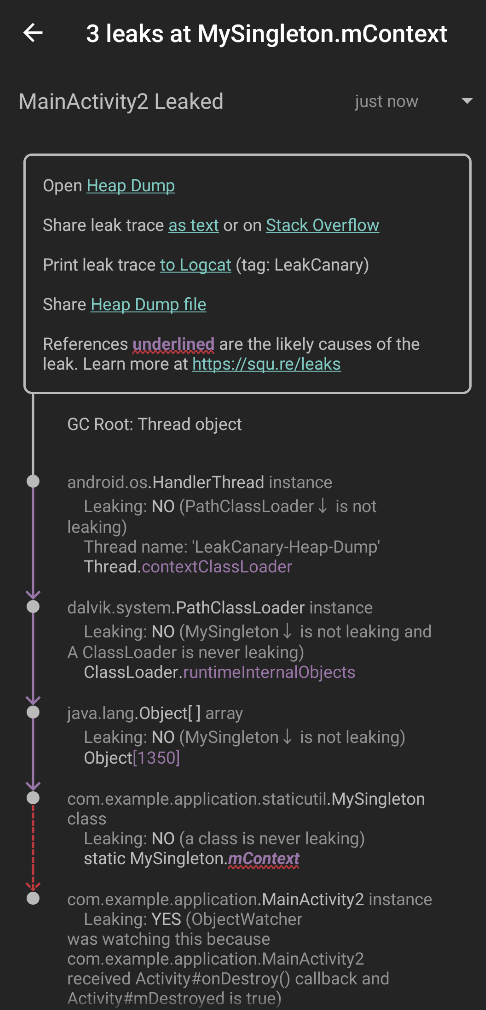 3 leaks at MySingleton.mContext
MainActivity2 Leaked just now
Open Heap Dump
Share leak trace as text or on Stack Overflow
Print leak trace to Logcat (tag: LeakCanary)
Share Heap Dump file
References underlined are the likely causes of the
leak. Learn more at https://squ.re/leaks
GC Root: Thread object
android.os.HandlerThread instance
Leaking: NO (PathClassLoader↓ is not
leaking)
Thread name: 'LeakCanary-Heap-Dump'
Thread.contextClassLoader
dalvik.system.PathClassLoader instance
Leaking: NO (MySingleton↓ is not leaking and
A ClassLoader is never leaking)
ClassLoader.runtimeInternalObjects
java.lang.Object[] array
Leaking: NO (MySingleton↓ is not leaking)
Object[1350]
com.example.application.staticutil.MySingleton
class
Leaking: NO (a class is never leaking)
static MySingleton.mContext
com.example.application.MainActivity2 instance
Leaking: YES (ObjectWatcher
was watching this because
com.example.application.MainActivity2
received Activity#onDestroy() callback and
Activity#mDestroyed is true)